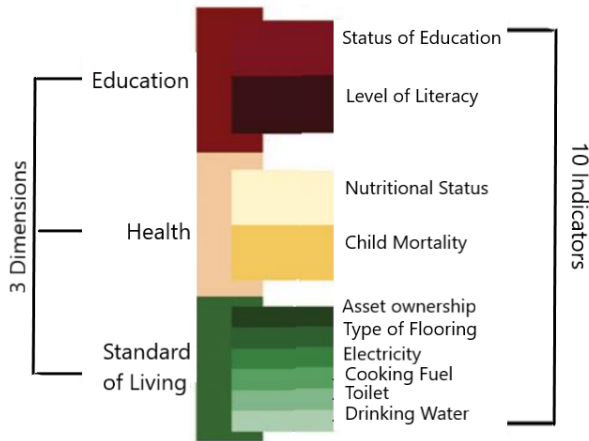 3 Dimensions
Education
Health
Standard
of Living
Status of Education
Level of Literacy
Nutritional Status
Child Mortality
Asset ownership
Type of Flooring
Electricity
Cooking Fuel
Toilet
Drinking Water
10 Indicators